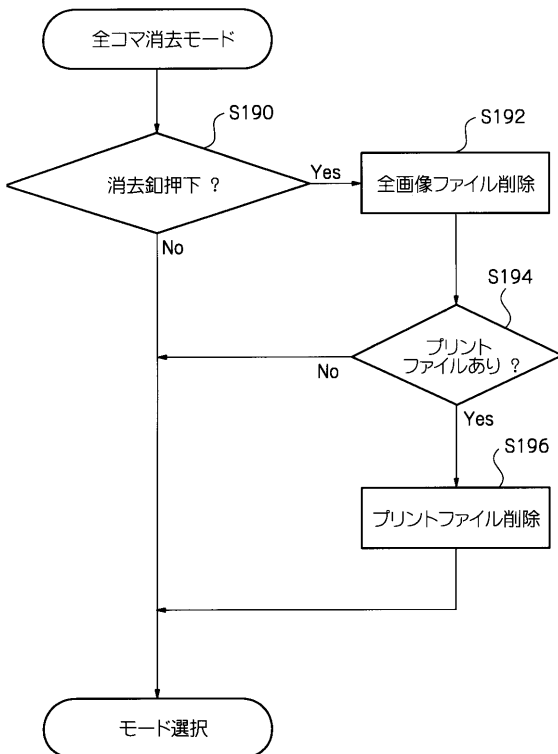 全コマ消去モード
S190
消去釦押下 ?
Yes
No
S192
全画像ファイル削除
S194
プリント
ファイルあり ?
No
Yes
S196
プリントファイル削除
モード選択